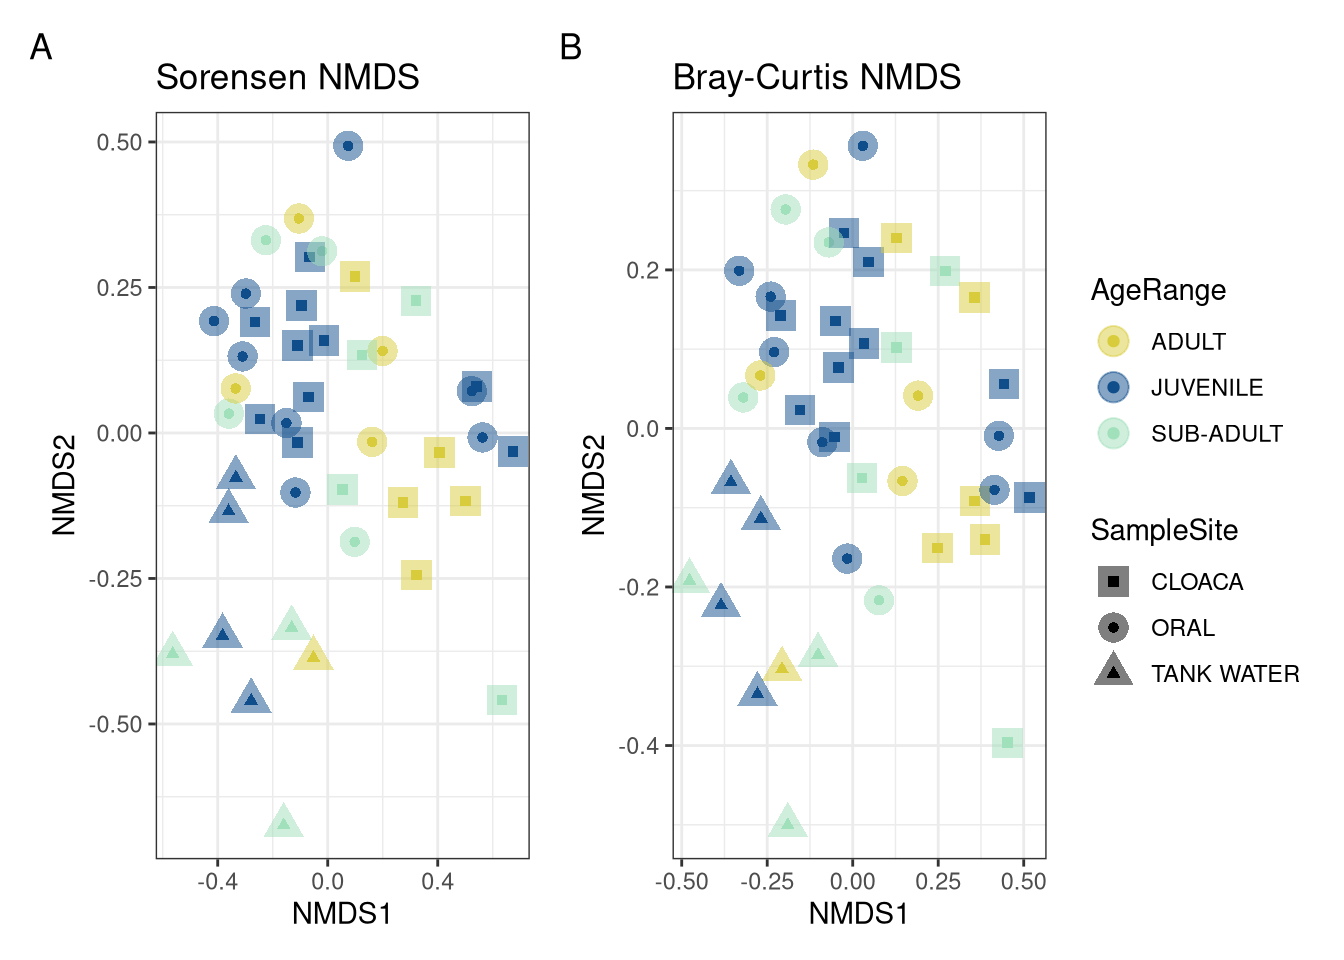 A
Sorensen NMDS
0.50
0.25
0.00
-0.25
-0.50
NMDS2
-0.4 0.0 0.4
NMDS1
B
Bray-Curtis NMDS
0.2
0.0
-0.2
-0.4
NMDS2
-0.50 -0.25 0.00 0.25 0.50
NMDS1
AgeRange
ADULT
JUVENILE
SUB-ADULT
SampleSite
CLOACA
ORAL
TANK WATER